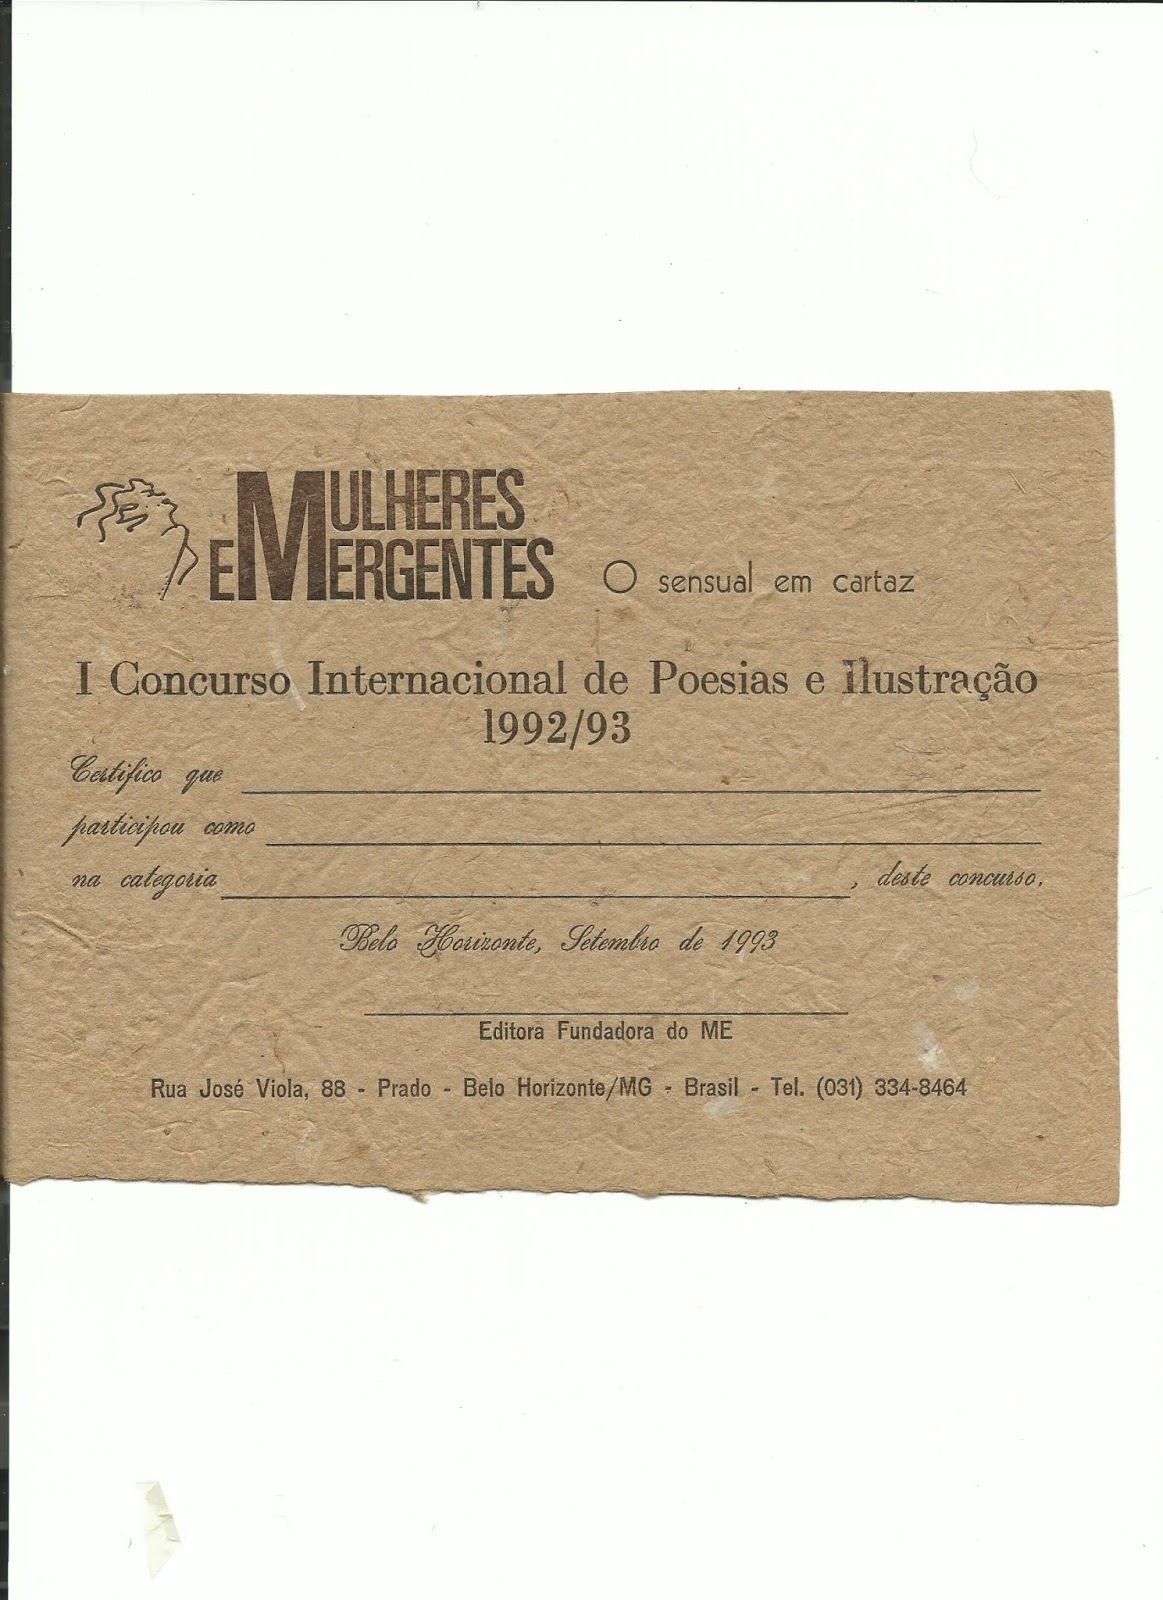 MULHERES
EMERGENTES O sensual em cartaz
I Concurso Internacional de Poesias e Ilustração
1992/93
Certifico que
participou como
na categoria , deste concurso.
Belo Horizonte, Setembro de 1993
Editora Fundadora do ME
Rua José Viola, 88 - Prado - Belo Horizonte/MG - Brasil - Tel. (031) 334-8464